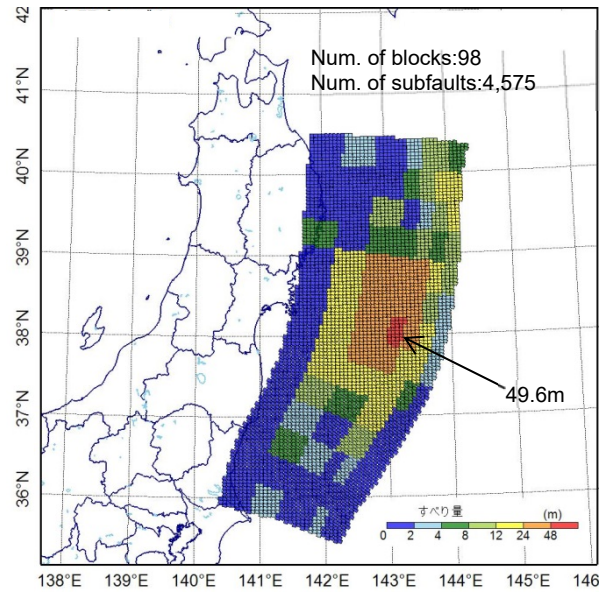 Num. of blocks:98
Num. of subfaults:4,575
42
41°N
40°N
39°N
38°N
37°N
36°N
49.6m
すべり量 (m)
0 2 4 8 12 24 48
138°E 139°E 140°E 141°E 142°E 143°E 144°E 145°E 146